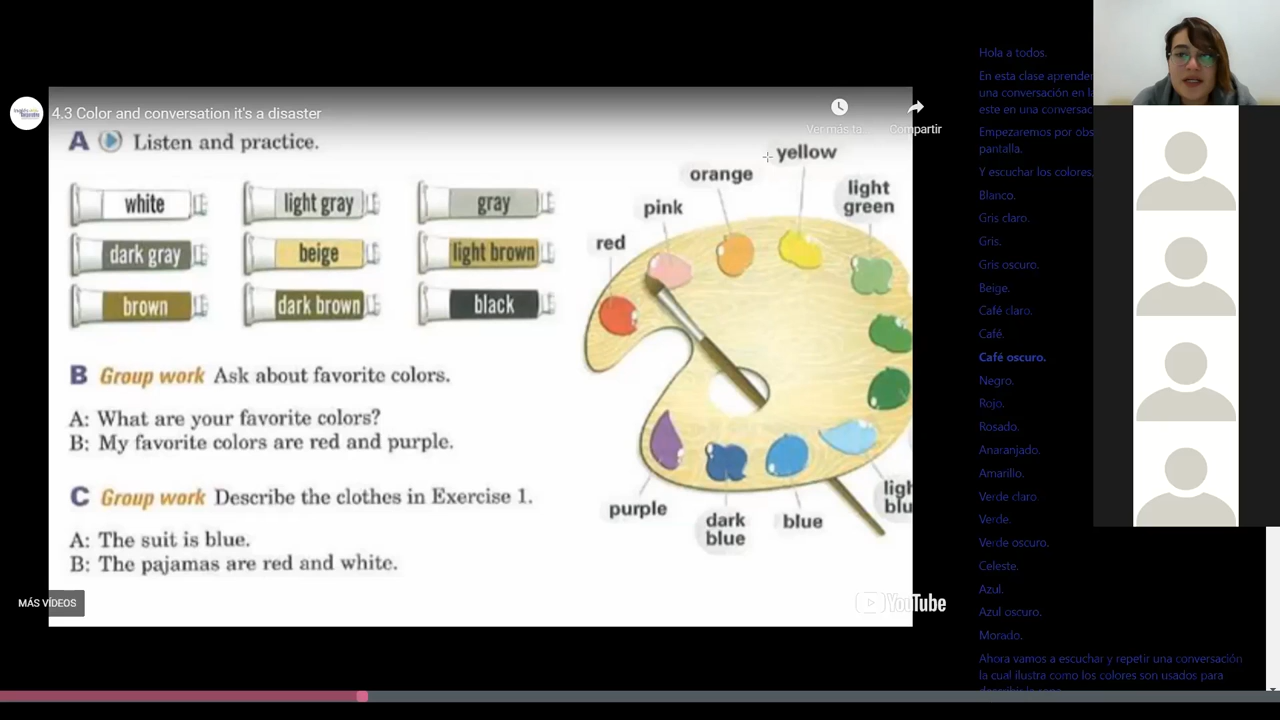 4.3 Color and conversation it's a disaster
Ver más ta...
Compartir
A Listen and practice.
white
light gray
gray
dark gray
beige
light brown
brown
dark brown
black
red
pink
orange
yellow
light
green
purple
dark
blue
blue
B Group work Ask about favorite colors.
A: What are your favorite colors?
B: My favorite colors are red and purple.
C Group work Describe the clothes in Exercise 1.
A: The suit is blue.
B: The pajamas are red and white.
MÁS VÍDEOS
YouTube
Hola a todos.
En esta clase aprender
una conversación en
este en una conversac
Empezaremos por obs
pantalla.
Y escuchar los colores,
Blanco.
Gris claro.
Gris.
Gris oscuro.
Beige.
Café claro.
Café.
Café oscuro.
Negro.
Rojo.
Rosado.
Anaranjado.
Amarillo.
Verde claro
Verde.
Verde oscuro.
Celeste.
Azul.
Azul oscuro.
Morado.
Ahora vamos a escuchar y repetir una conversación
la cual ilustra como los colores son usados para